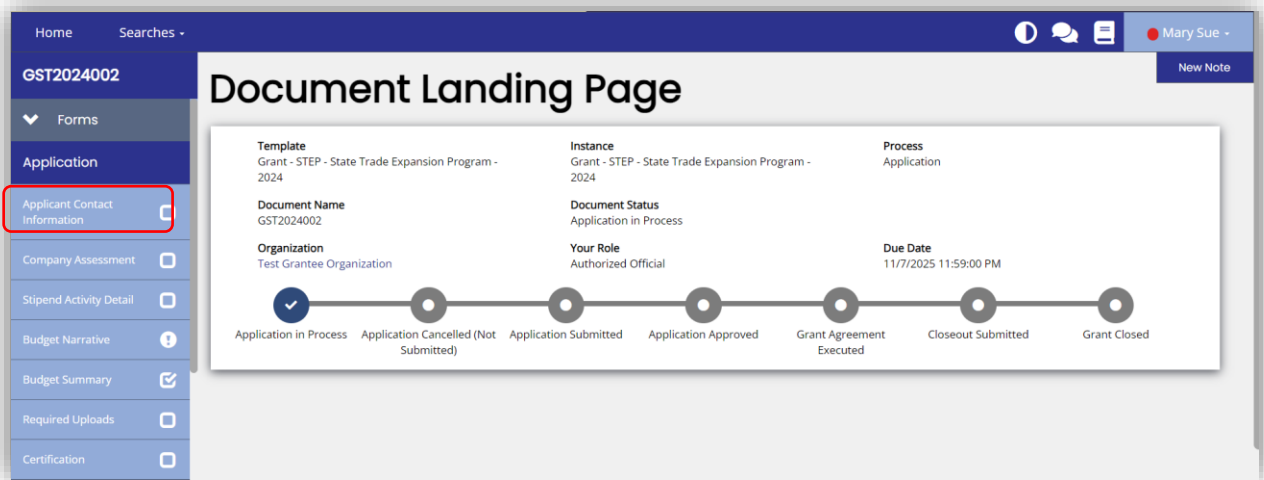 Home Searches
Mary Sue
GST2024002
New Note
Document Landing Page
Forms
Application
Applicant Contact
Information
Company Assessment
Stipend Activity Detail
Budget Narrative
Budget Summary
Required Uploads
Certification
Template
Grant - STEP - State Trade Expansion Program -
2024
Instance
Grant - STEP - State Trade Expansion Program -
2024
Process
Application
Document Name
GST2024002
Document Status
Application in Process
Organization
Test Grantee Organization
Your Role
Authorized Official
Due Date
11/7/2025 11:59:00 PM
Application in Process
Application Cancelled (Not
Submitted)
Application Submitted
Application Approved
Grant Agreement
Executed
Closeout Submitted
Grant Closed